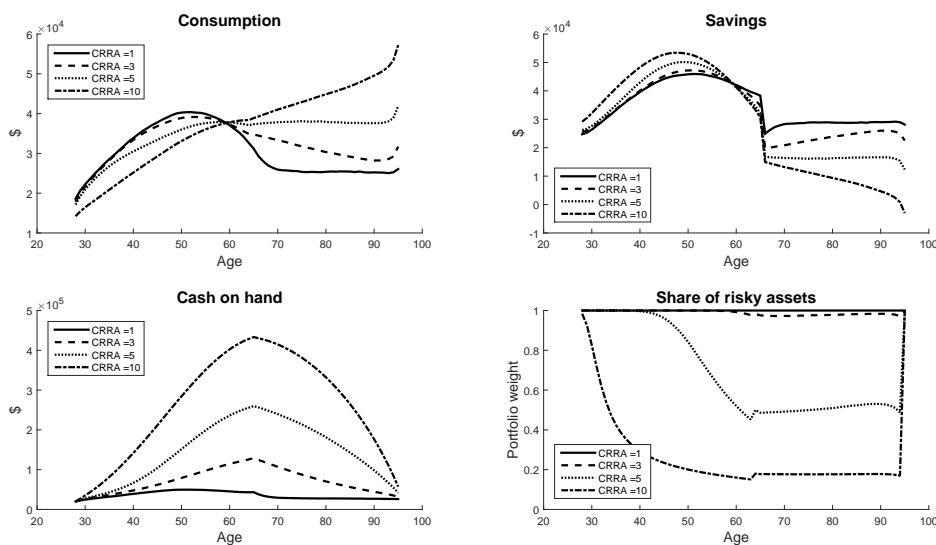 Consumption
×10⁴
6
5
4
3
2
1
$
CRRA =1
CRRA =3
CRRA =5
CRRA =10
20 30 40 50 60 70 80 90 100
Age
Savings
×10⁴
6
5
4
3
2
1
0
-1
$
CRRA =1
CRRA =3
CRRA =5
CRRA =10
20 30 40 50 60 70 80 90 100
Age
Cash on hand
×10⁵
5
4
3
2
1
0
$
CRRA =1
CRRA =3
CRRA =5
CRRA =10
20 30 40 50 60 70 80 90 100
Age
Share of risky assets
1
0.8
0.6
0.4
0.2
0
Portfolio weight
CRRA =1
CRRA =3
CRRA =5
CRRA =10
20 30 40 50 60 70 80 90 100
Age